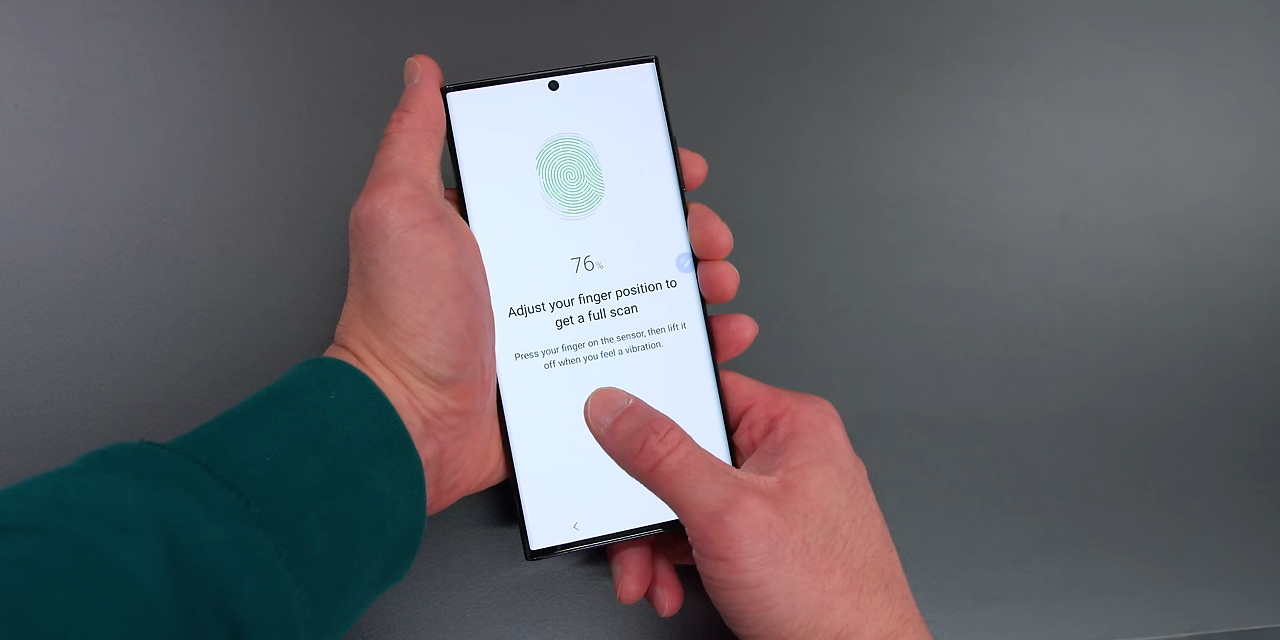 76%
Adjust your finger position to
get a full scan
Press your finger on the sensor, then lift it
off when you feel a vibration.